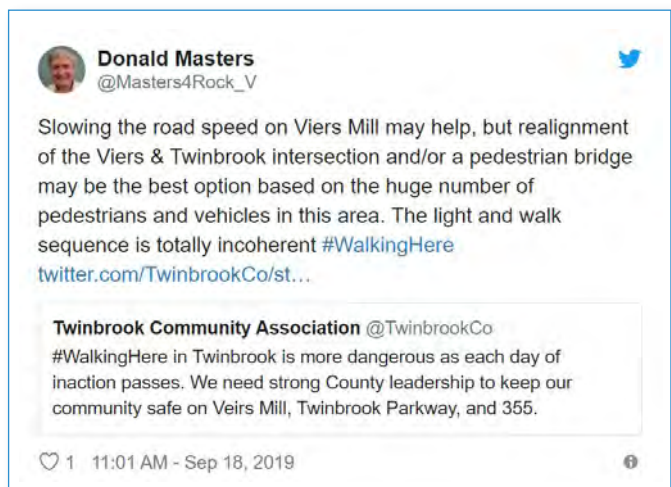 Donald Masters
@Masters4Rock_V
Slowing the road speed on Viers Mill may help, but realignment
of the Viers & Twinbrook intersection and/or a pedestrian bridge
may be the best option based on the huge number of
pedestrians and vehicles in this area. The light and walk
sequence is totally incoherent #WalkingHere
twitter.com/TwinbrookCo/st…
Twinbrook Community Association @TwinbrookCo
#WalkingHere in Twinbrook is more dangerous as each day of
inaction passes. We need strong County leadership to keep our
community safe on Veirs Mill, Twinbrook Parkway, and 355.
1 11:01 AM - Sep 18, 2019